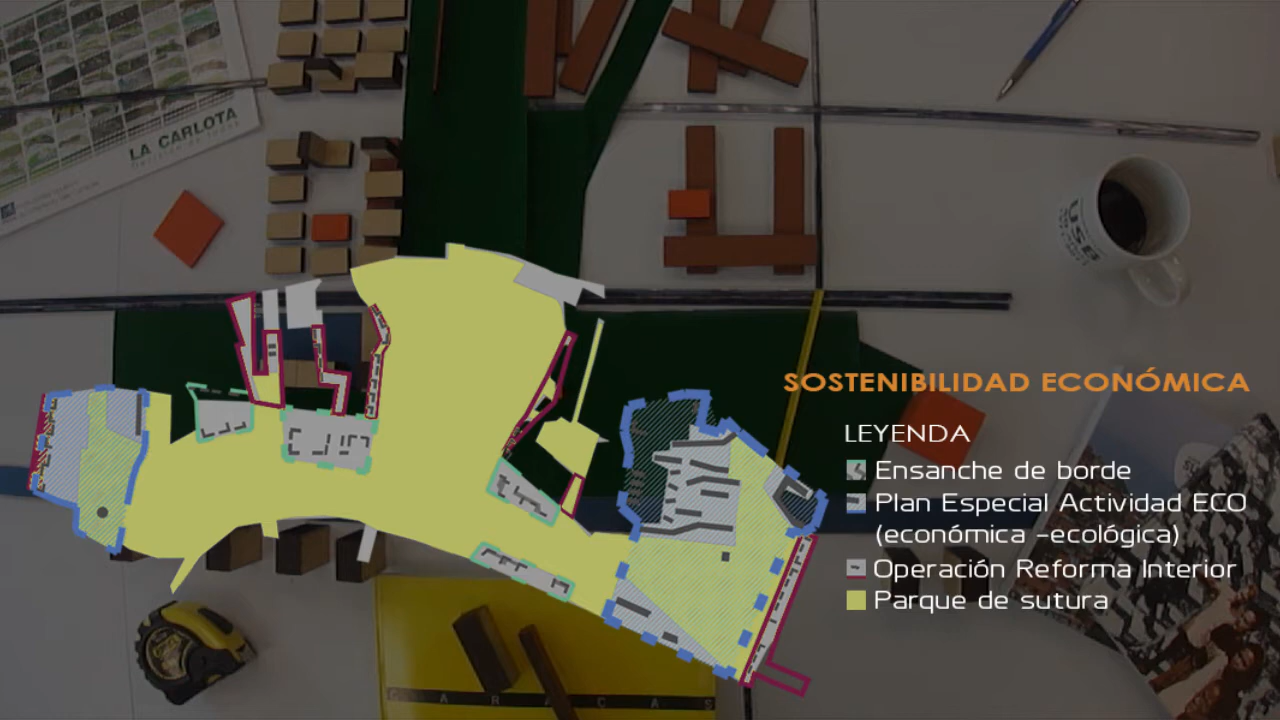 LA CARLOTA
USB
SOSTENIBILIDAD ECONÓMICA
LEYENDA
Ensanche de borde
Plan Especial Actividad ECO
(económica -ecológica)
Operación Reforma Interior
Parque de sutura
CARACAS